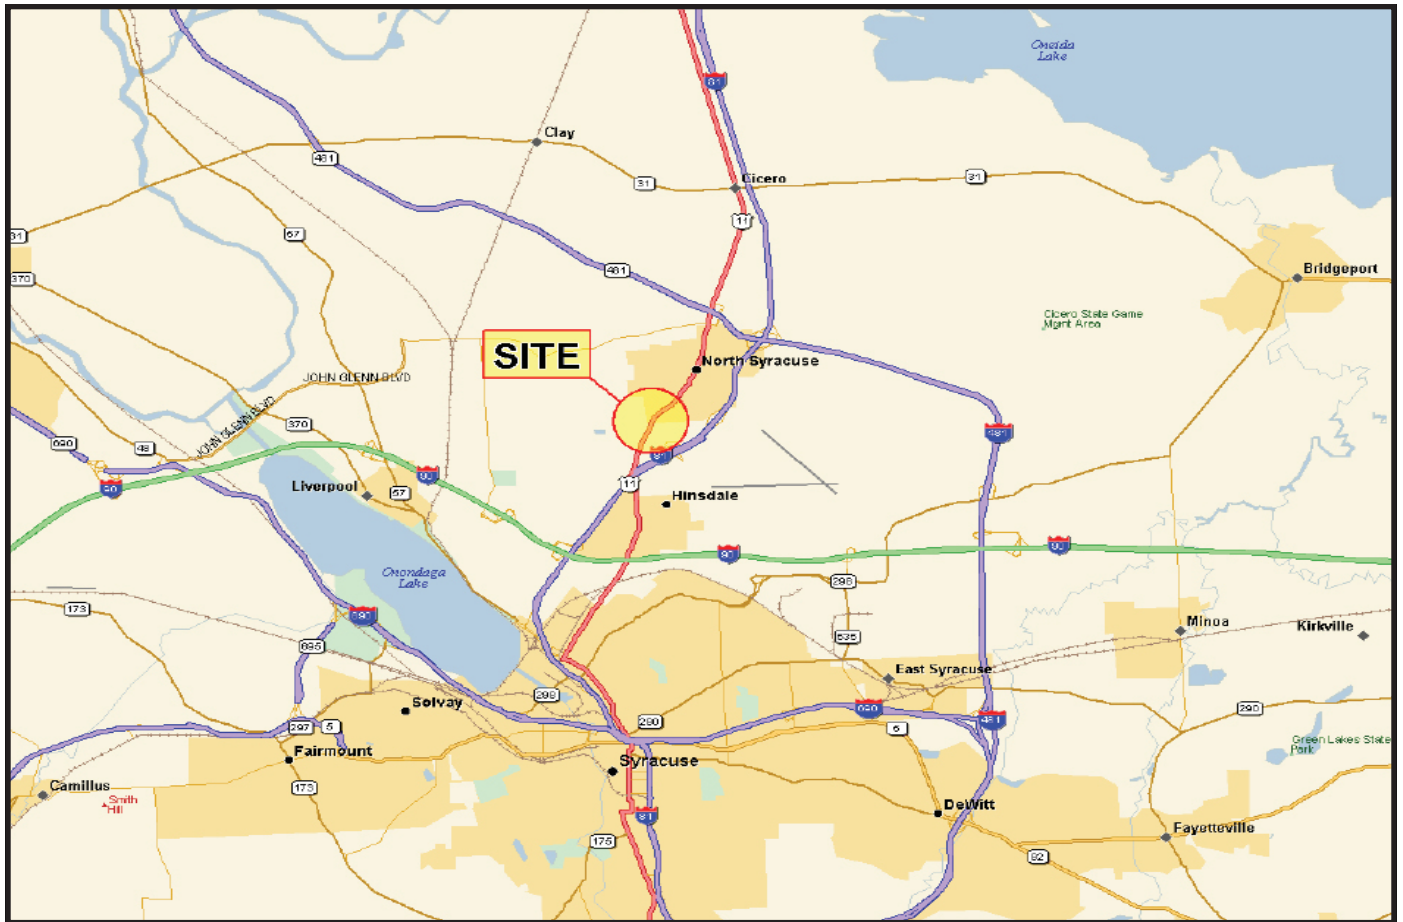 Oneida
Lake
81
Clay
481
31
Cicero
31
11
67
31
481
370
Bridgeport
Cicero State Game
Mgmt Area
SITE
North Syracuse
JOHN GLENN BLVD
JOHN GLENN BLVD
370
690
48
481
81
90
90
Liverpool
57
11
Hinsdale
90
90
Onondaga
Lake
298
173
690
635
Minoa
Kirkville
695
East Syracuse
298
Solvay
690
290
297
5
290
481
5
Green Lakes State
Park
Fairmount
Syracuse
Camillus
173
Smith
Hill
81
DeWitt
175
Fayetteville
92